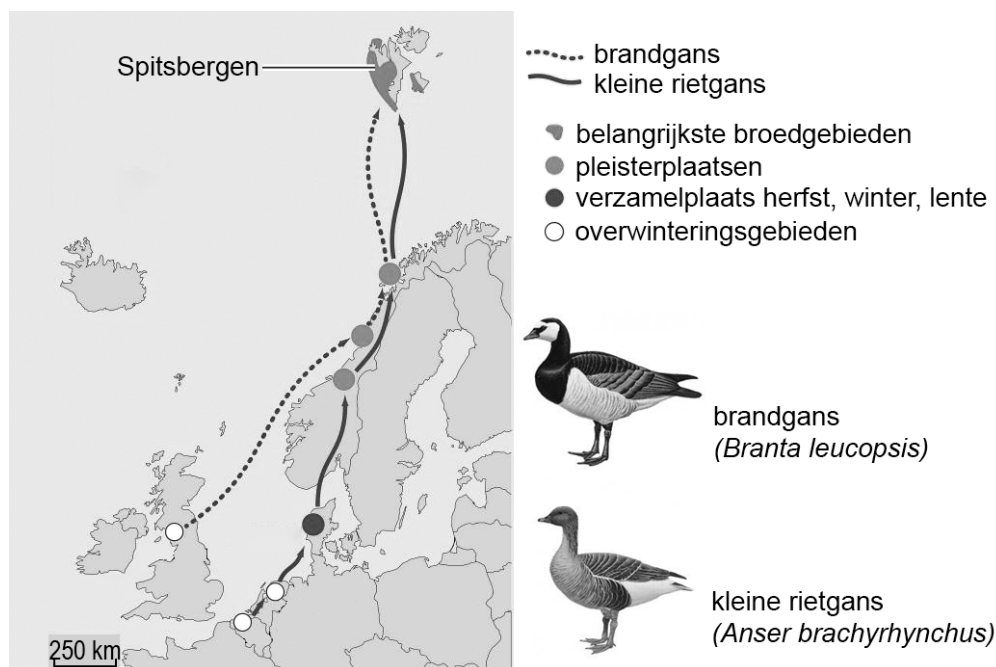 Spitsbergen
brandgans
kleine rietgans
belangrijkste broedgebieden
pleisterplaatsen
verzamelplaats herfst, winter, lente
overwinteringsgebieden
brandgans
(Branta leucopsis)
kleine rietgans
(Anser brachyrhynchus)
250 km